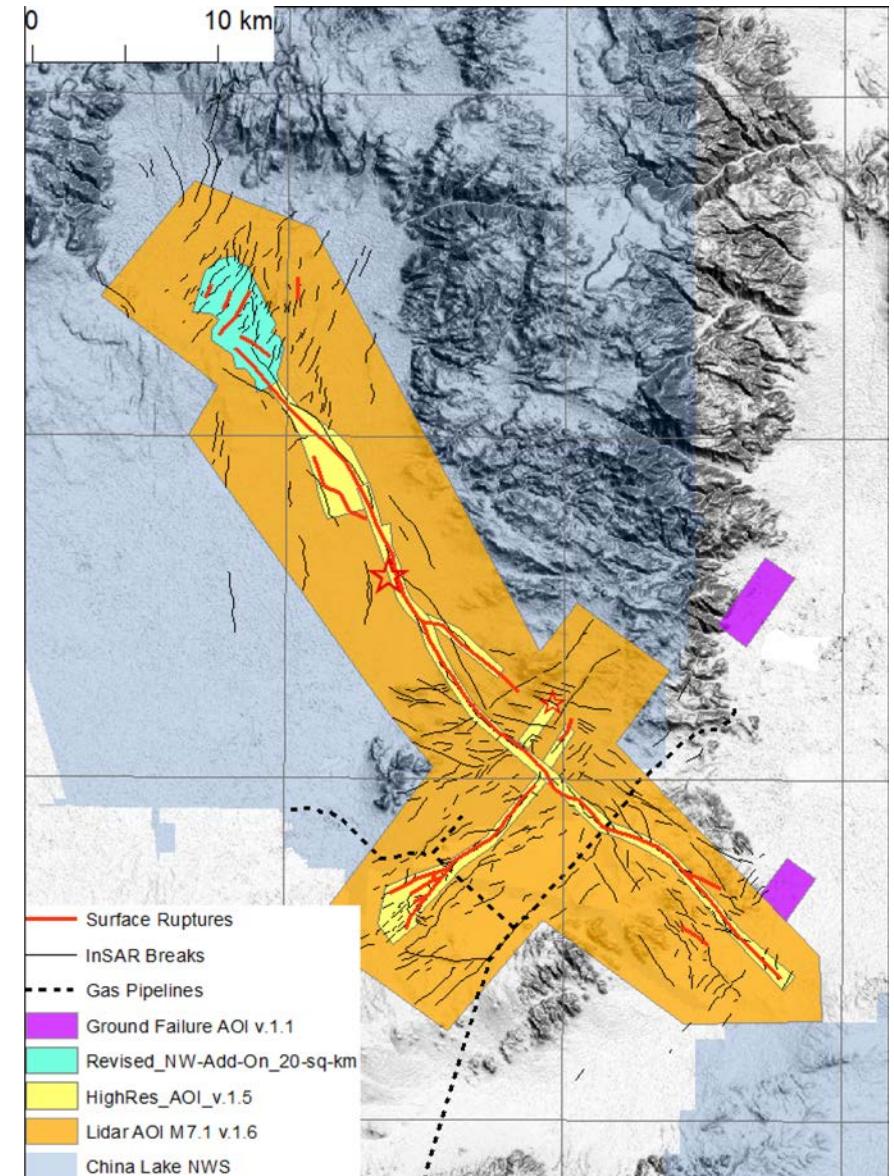 0 10 km
Surface Ruptures
InSAR Breaks
Gas Pipelines
Ground Failure AOI v.1.1
Revised_NW-Add-On_20-sq-km
HighRes_AOI_v.1.5
Lidar AOI M7.1 v.1.6
China Lake NWS